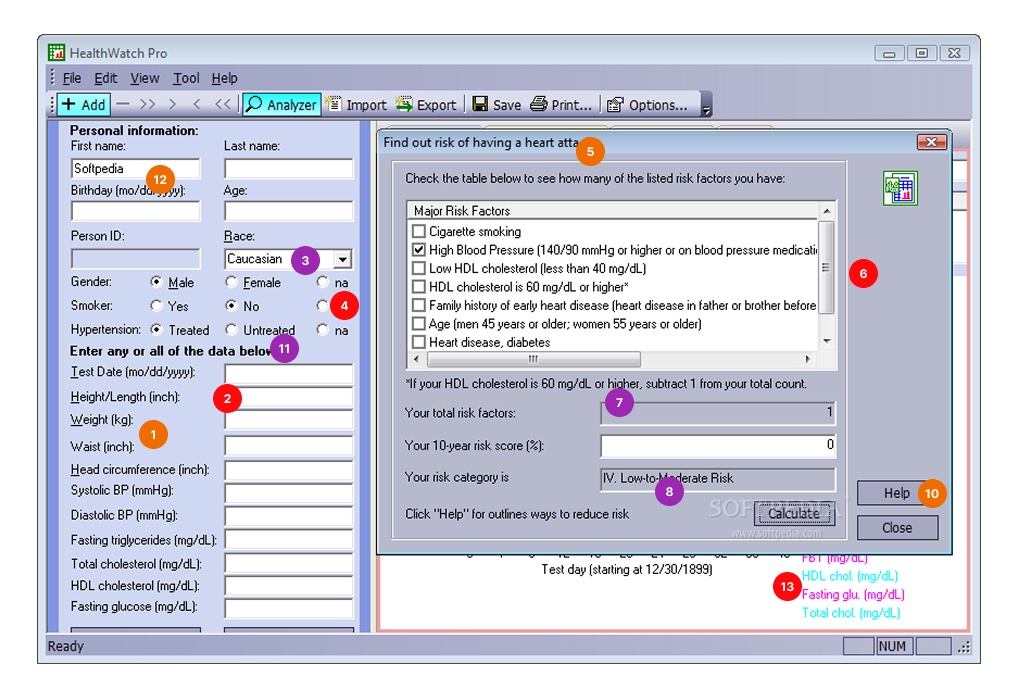 HealthWatch Pro
File Edit View Tool Help
Add >> > < << Analyzer Import Export Save Print... Options...
Personal information:
First name: Last name:
Softpedia
12
Birthday (mo/dd/yyyy): Age:
Person ID: Race:
Caucasian
3
Gender: Male Female na
Smoker: Yes No
4
Hypertension: Treated Untreated na
Enter any or all of the data below
11
Test Date (mo/dd/yyyy):
Height/Length (inch):
2
Weight (kg):
1
Waist (inch):
Head circumference (inch):
Systolic BP (mmHg):
Diastolic BP (mmHg):
Fasting triglycerides (mg/dL):
Total cholesterol (mg/dL):
HDL cholesterol (mg/dL):
Fasting glucose (mg/dL):
Find out risk of having a heart atta
5
Check the table below to see how many of the listed risk factors you have:
Major Risk Factors
Cigarette smoking
High Blood Pressure (140/90 mmHg or higher or on blood pressure medicati
Low HDL cholesterol (less than 40 mg/dL)
6
HDL cholesterol is 60 mg/dL or higher*
Family history of early heart disease (heart disease in father or brother before
Age (men 45 years or older; women 55 years or older)
Heart disease, diabetes
*If your HDL cholesterol is 60 mg/dL or higher, subtract 1 from your total count.
7
Your total risk factors: 1
Your 10-year risk score (%): 0
Your risk category is IV. Low-to-Moderate Risk
8
Help
10
Click "Help" for outlines ways to reduce risk Calculate
SOFTPEDIA
www.softpedia.com
Close
Test day (starting at 12/30/1899)
FBT (mg/dL)
HDL chol. (mg/dL)
13
Fasting glu. (mg/dL)
Total chol. (mg/dL)
Ready NUM